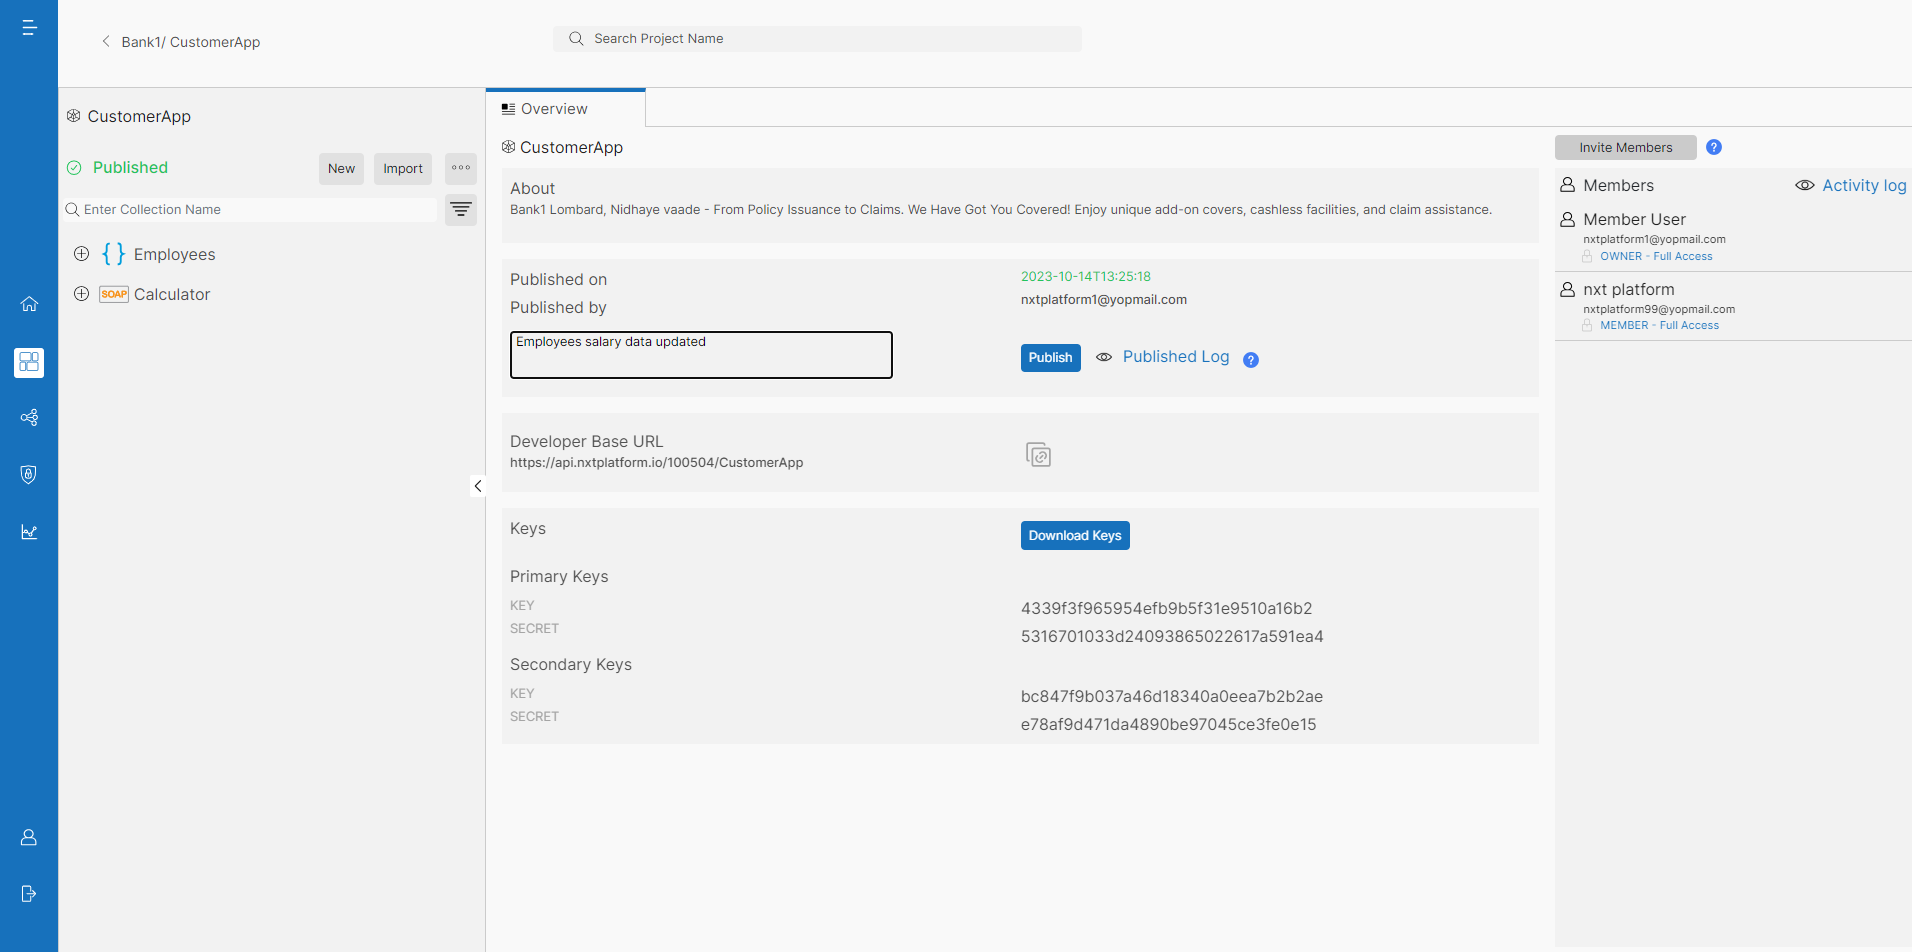 Bank1/ CustomerApp
Search Project Name
CustomerApp
Published
New
Import
Enter Collection Name
{ } Employees
SOAP Calculator
Overview
CustomerApp
About
Bank1 Lombard, Nidhaye vaade - From Policy Issuance to Claims. We Have Got You Covered! Enjoy unique add-on covers, cashless facilities, and claim assistance.
Published on
2023-10-14T13:25:18
Published by
nxtplatform1@yopmail.com
Employees salary data updated
Publish
Published Log
?
Developer Base URL
https://api.nxtplatform.io/100504/CustomerApp
Keys
Download Keys
Primary Keys
KEY
4339f3f965954efb9b5f31e9510a16b2
SECRET
5316701033d24093865022617a591ea4
Secondary Keys
KEY
bc847f9b037a46d18340a0eea7b2b2ae
SECRET
e78af9d471da4890be97045ce3fe0e15
Invite Members
?
Members
Activity log
Member User
nxtplatform1@yopmail.com
OWNER - Full Access
nxt platform
nxtplatform99@yopmail.com
MEMBER - Full Access